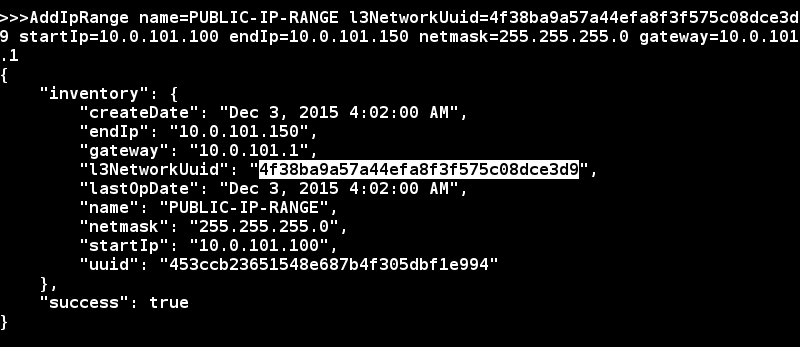 >>>AddIpRange name=PUBLIC-IP-RANGE l3NetworkUuid=4f38ba9a57a44efa8f3f575c08dce3d
9 startIp=10.0.101.100 endIp=10.0.101.150 netmask=255.255.255.0 gateway=10.0.101
.1
{
    "inventory": {
        "createDate": "Dec 3, 2015 4:02:00 AM",
        "endIp": "10.0.101.150",
        "gateway": "10.0.101.1",
        "l3NetworkUuid": "4f38ba9a57a44efa8f3f575c08dce3d9",
        "lastOpDate": "Dec 3, 2015 4:02:00 AM",
        "name": "PUBLIC-IP-RANGE",
        "netmask": "255.255.255.0",
        "startIp": "10.0.101.100",
        "uuid": "453ccb23651548e687b4f305dbf1e994"
    },
    "success": true
}